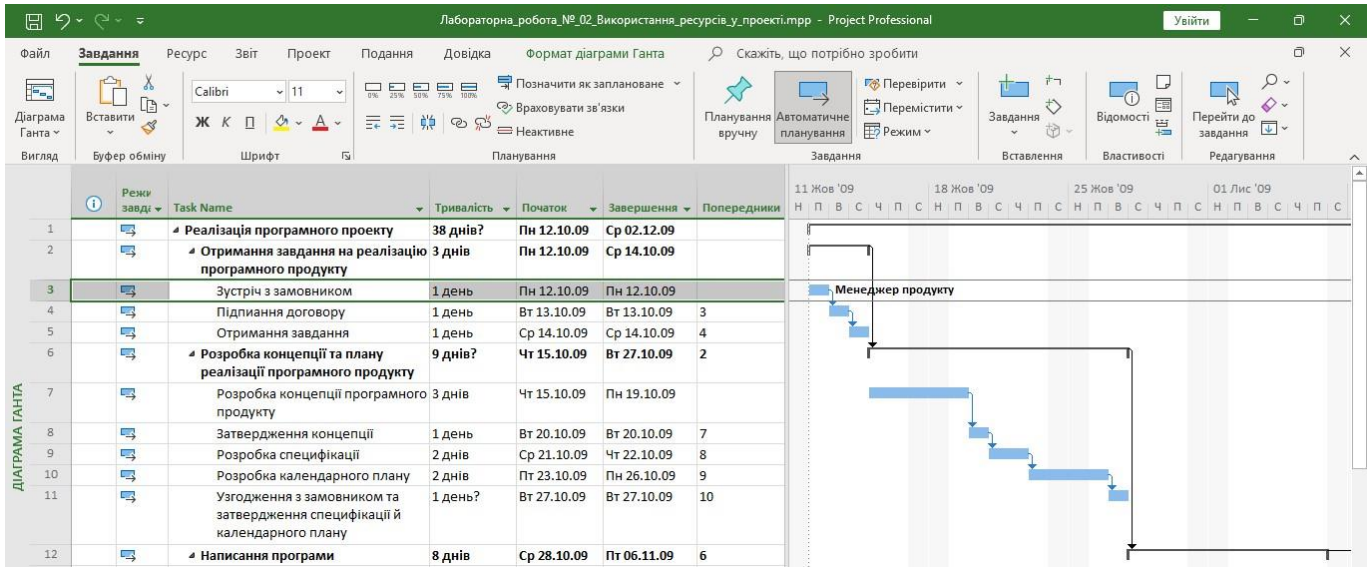 Лабораторна_робота_№_02_Використання_ресурсів_у_проекті.mpp - Project Professional
Увійти
Файл Завдання Ресурс Звіт Проект Подання Довідка Формат діаграми Ганта Скажіть, що потрібно зробити
Діаграма Ганта
Вигляд
Вставити
Буфер обміну
Calibri 11
Ж К П А
Шрифт
0% 25% 50% 75% 100%
Позначити як заплановане
Враховувати зв'язки
Неактивне
Планування
Планування вручну
Автоматичне планування
Перевірити
Перемістити
Режим
Завдання
Завдання
Вставлення
Відомості
Властивості
Перейти до завдання
Редагування
Режи завда Task Name Тривалість Початок Завершення Попередники
11 Жов '09 18 Жов '09 25 Жов '09 01 Лис '09
Н П В С Ч П С Н П В С Ч П С Н П В С Ч П С Н П В С Ч П С
1 Реалізація програмного проекту 38 днів? Пн 12.10.09 Ср 02.12.09
2 Отримання завдання на реалізацію 3 днів Пн 12.10.09 Ср 14.10.09
програмного продукту
3 Зустріч з замовником 1 день Пн 12.10.09 Пн 12.10.09 Менеджер продукту
4 Підпиання договору 1 день Вт 13.10.09 Вт 13.10.09 3
5 Отримання завдання 1 день Ср 14.10.09 Ср 14.10.09 4
6 Розробка концепції та плану 9 днів? Чт 15.10.09 Вт 27.10.09 2
реалізації програмного продукту
7 Розробка концепції програмного 3 днів Чт 15.10.09 Пн 19.10.09
продукту
8 Затвердження концепції 1 день Вт 20.10.09 Вт 20.10.09 7
9 Розробка специфікації 2 днів Ср 21.10.09 Чт 22.10.09 8
10 Розробка календарного плану 2 днів Пт 23.10.09 Пн 26.10.09 9
11 Узгодження з замовником та 1 день? Вт 27.10.09 Вт 27.10.09 10
затвердження специфікації й
календарного плану
12 Написання програми 8 днів Ср 28.10.09 Пт 06.11.09 6
ДІАГРАМА ГАНТА